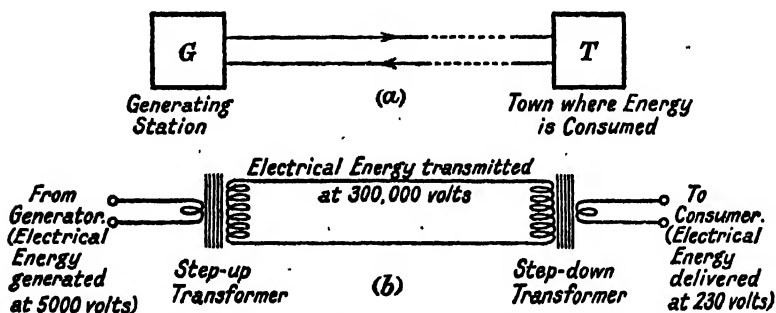 G
T
Generating
Station
(a)
Town where Energy
is Consumed
Electrical Energy transmitted
at 300,000 volts
From
Generator.
(Electrical
Energy
generated
at 5000 volts)
Step-up
Transformer
(b)
Step-down
Transformer
To
Consumer.
(Electrical
Energy
delivered
at 230 volts)